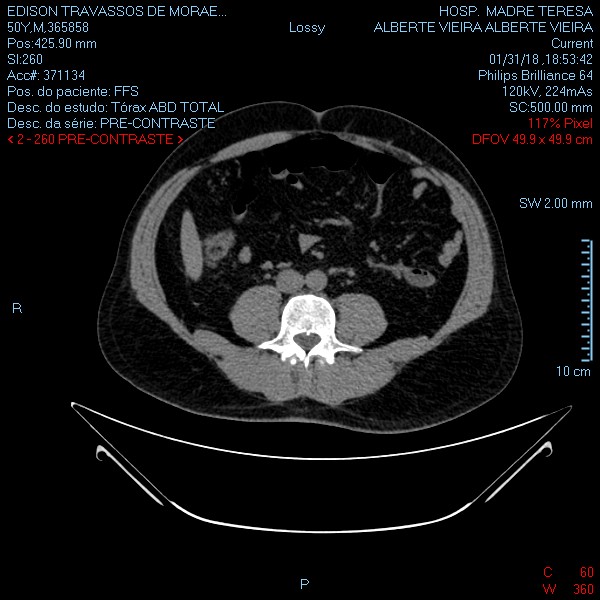 EDISON TRAVASSOS DE MORAE...
50Y,M,365858
Pos:425.90 mm
Sl:260
Acc#: 371134
Pos. do paciente: FFS
Desc. do estudo: Tórax ABD TOTAL
Desc. da série: PRE-CONTRASTE
< 2 - 260 PRE-CONTRASTE >
Lossy
HOSP. MADRE TERESA
ALBERTE VIEIRA ALBERTE VIEIRA
Current
01/31/18 ,18:53:42
Philips Brilliance 64
120kV, 224mAs
SC:500.00 mm
117% Pixel
DFOV 49.9 x 49.9 cm
SW 2.00 mm
R
10 cm
P
C 60
W 360